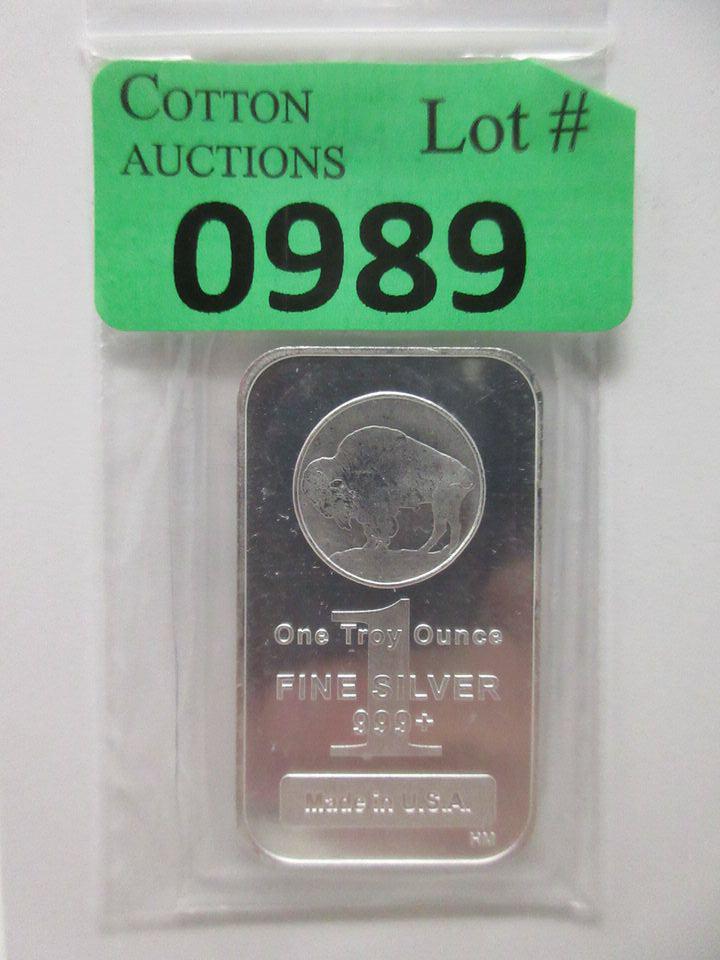 COTTON
AUCTIONS
Lot #
0989
One Troy Ounce
1
FINE SILVER
999+
Made in U.S.A.
HM